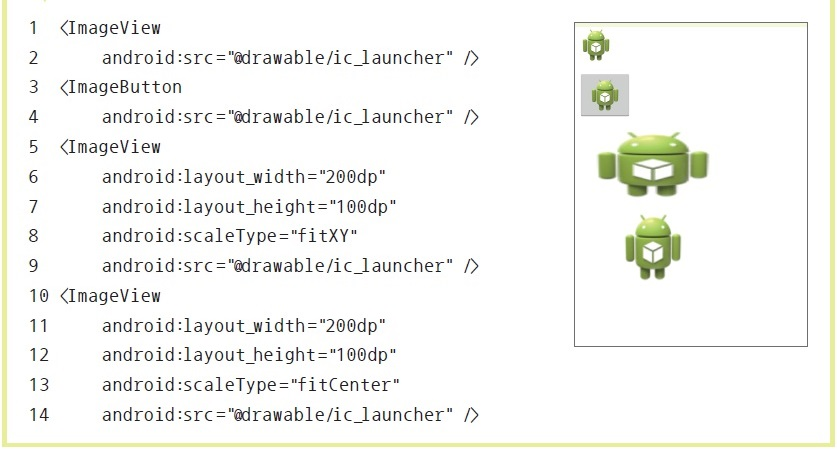 1 <ImageView
2 android:src="@drawable/ic_launcher" />
3 <ImageButton
4 android:src="@drawable/ic_launcher" />
5 <ImageView
6 android:layout_width="200dp"
7 android:layout_height="100dp"
8 android:scaleType="fitXY"
9 android:src="@drawable/ic_launcher" />
10 <ImageView
11 android:layout_width="200dp"
12 android:layout_height="100dp"
13 android:scaleType="fitCenter"
14 android:src="@drawable/ic_launcher" />